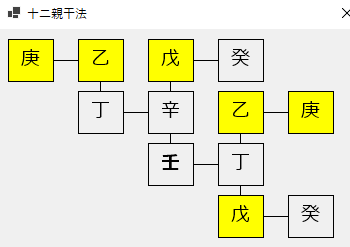 十二親干法
庚 乙 戊 癸
丁 辛 乙 庚
壬 丁
戊 癸